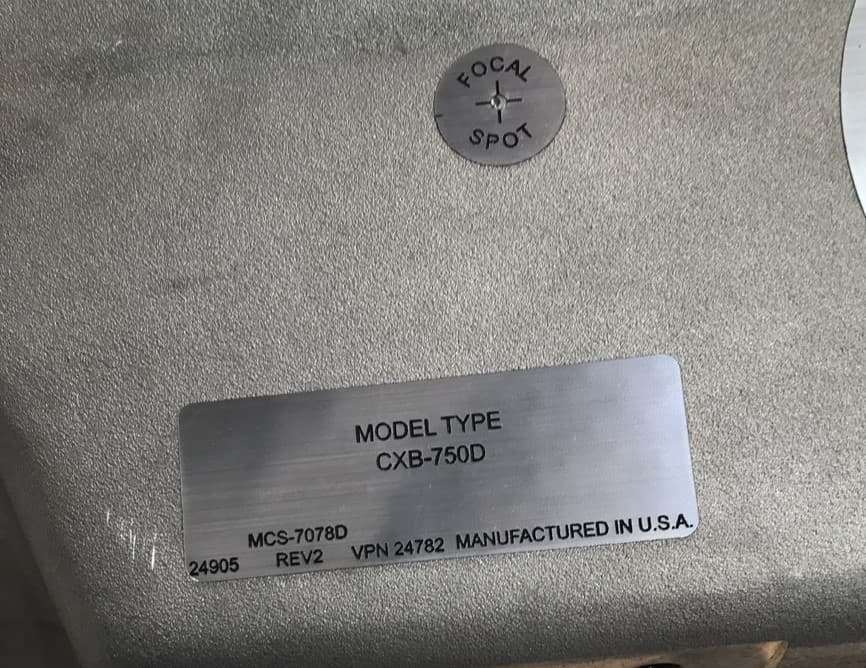 FOCAL
SPOT
MODEL TYPE
CXB-750D
MCS-7078D
24905 REV2 VPN 24782 MANUFACTURED IN U.S.A.